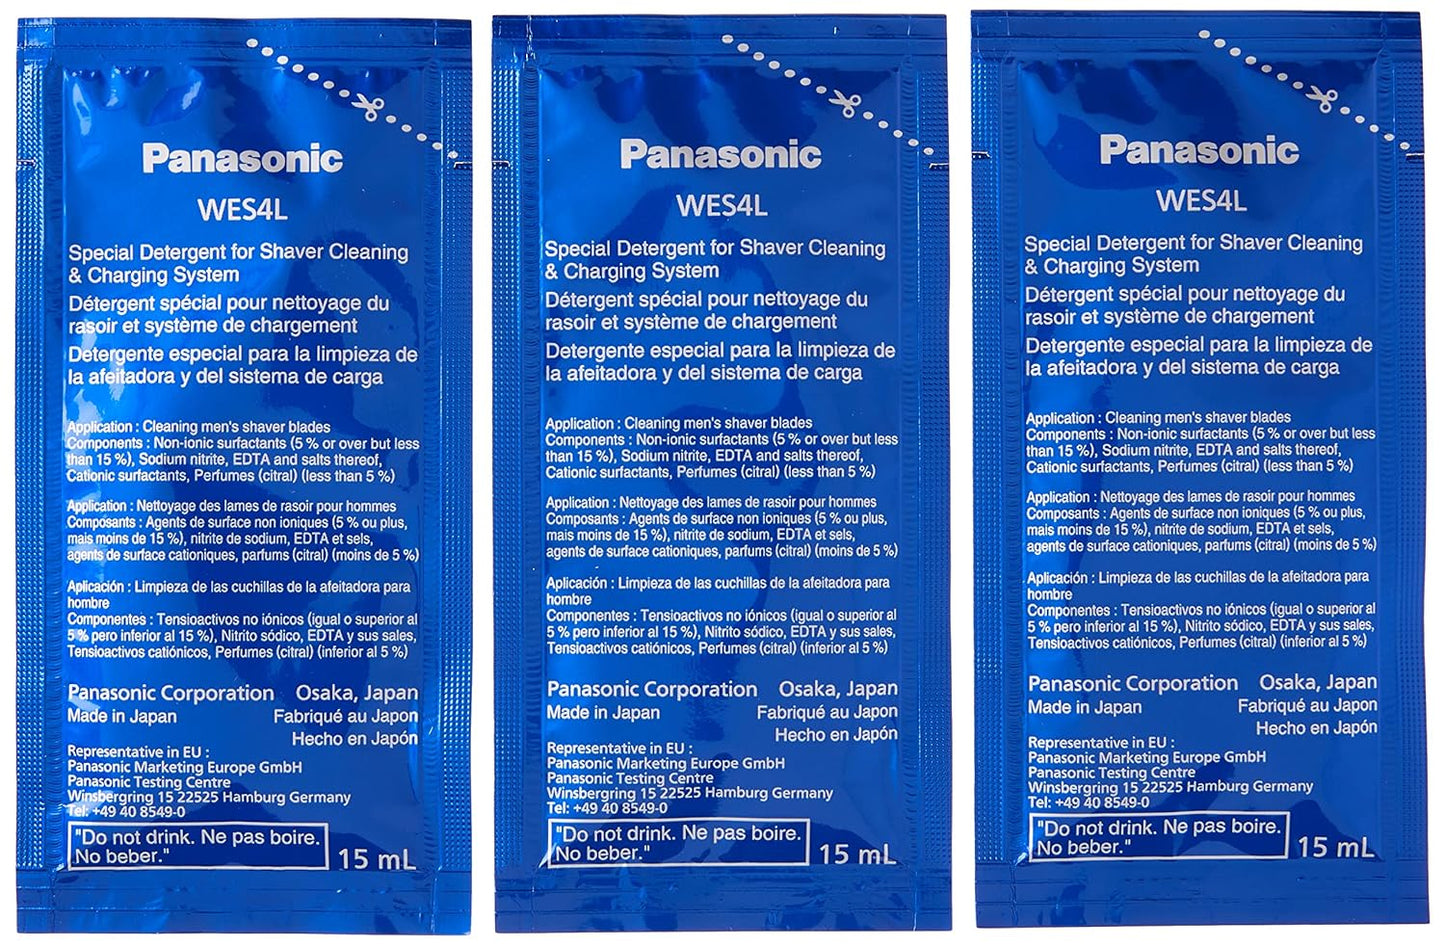 Panasonic
WES4L
Special Detergent for Shaver Cleaning
& Charging System
Détergent spécial pour nettoyage du
rasoir et système de chargement
Detergente especial para la limpieza de
la afeitadora y del sistema de carga
Application : Cleaning men's shaver blades
Components : Non-ionic surfactants (5 % or over but less
than 15 %), Sodium nitrite, EDTA and salts thereof,
Cationic surfactants, Perfumes (citral) (less than 5 %)
Application : Nettoyage des lames de rasoir pour hommes
Composants : Agents de surface non ioniques (5 % ou plus,
mais moins de 15 %), nitrite de sodium, EDTA et sels,
agents de surface cationiques, parfums (citral) (moins de 5 %)
Aplicación : Limpieza de las cuchillas de la afeitadora para
hombre
Componentes : Tensioactivos no iónicos (igual o superior al
5 % pero inferior al 15 %), Nitrito sódico, EDTA y sus sales,
Tensioactivos catiónicos, Perfumes (citral) (inferior al 5 %)
Panasonic Corporation Osaka, Japan
Made in Japan Fabriqué au Japon
Hecho en Japón
Representative in EU :
Panasonic Marketing Europe GmbH
Panasonic Testing Centre
Winsbergring 15 22525 Hamburg Germany
Tel: +49 40 8549-0
"Do not drink. Ne pas boire.
No beber." 15 mL
Panasonic
WES4L
Special Detergent for Shaver Cleaning
& Charging System
Détergent spécial pour nettoyage du
rasoir et système de chargement
Detergente especial para la limpieza de
la afeitadora y del sistema de carga
Application : Cleaning men's shaver blades
Components : Non-ionic surfactants (5 % or over but less
than 15 %), Sodium nitrite, EDTA and salts thereof,
Cationic surfactants, Perfumes (citral) (less than 5 %)
Application : Nettoyage des lames de rasoir pour hommes
Composants : Agents de surface non ioniques (5 % ou plus,
mais moins de 15 %), nitrite de sodium, EDTA et sels,
agents de surface cationiques, parfums (citral) (moins de 5 %)
Aplicación : Limpieza de las cuchillas de la afeitadora para
hombre
Componentes : Tensioactivos no iónicos (igual o superior al
5 % pero inferior al 15 %), Nitrito sódico, EDTA y sus sales,
Tensioactivos catiónicos, Perfumes (citral) (inferior al 5 %)
Panasonic Corporation Osaka, Japan
Made in Japan Fabriqué au Japon
Hecho en Japón
Representative in EU :
Panasonic Marketing Europe GmbH
Panasonic Testing Centre
Winsbergring 15 22525 Hamburg Germany
Tel: +49 40 8549-0
"Do not drink. Ne pas boire.
No beber." 15 mL
Panasonic
WES4L
Special Detergent for Shaver Cleaning
& Charging System
Détergent spécial pour nettoyage du
rasoir et système de chargement
Detergente especial para la limpieza de
la afeitadora y del sistema de carga
Application : Cleaning men's shaver blades
Components : Non-ionic surfactants (5 % or over but less
than 15 %), Sodium nitrite, EDTA and salts thereof,
Cationic surfactants, Perfumes (citral) (less than 5 %)
Application : Nettoyage des lames de rasoir pour hommes
Composants : Agents de surface non ioniques (5 % ou plus,
mais moins de 15 %), nitrite de sodium, EDTA et sels,
agents de surface cationiques, parfums (citral) (moins de 5 %)
Aplicación : Limpieza de las cuchillas de la afeitadora para
hombre
Componentes : Tensioactivos no iónicos (igual o superior al
5 % pero inferior al 15 %), Nitrito sódico, EDTA y sus sales,
Tensioactivos catiónicos, Perfumes (citral) (inferior al 5 %)
Panasonic Corporation Osaka, Japan
Made in Japan Fabriqué au Japon
Hecho en Japón
Representative in EU :
Panasonic Marketing Europe GmbH
Panasonic Testing Centre
Winsbergring 15 22525 Hamburg Germany
Tel: +49 40 8549-0
"Do not drink. Ne pas boire.
No beber." 15 mL